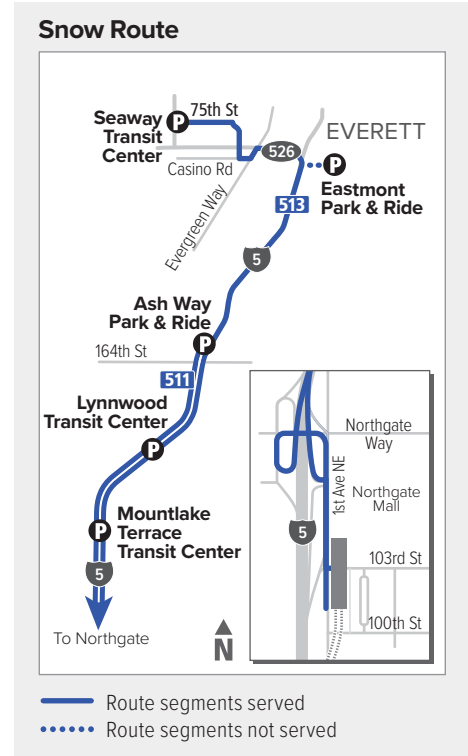 Snow Route
Seaway
Transit
Center
P
75th St
EVERETT
526
Casino Rd
P
Eastmont
Park & Ride
513
Evergreen Way
5
Ash Way
Park & Ride
P
164th St
511
Lynnwood
Transit Center
P
P
Mountlake
Terrace
Transit Center
5
To Northgate
N
Northgate
Way
1st Ave NE
Northgate
Mall
5
103rd St
100th St
Route segments served
Route segments not served